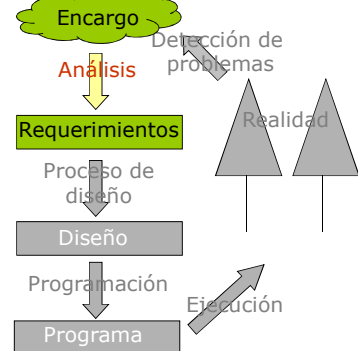 Encargo
Detección de
problemas
Análisis
Realidad
Requerimientos
Proceso de
diseño
Diseño
Programación
Ejecución
Programa